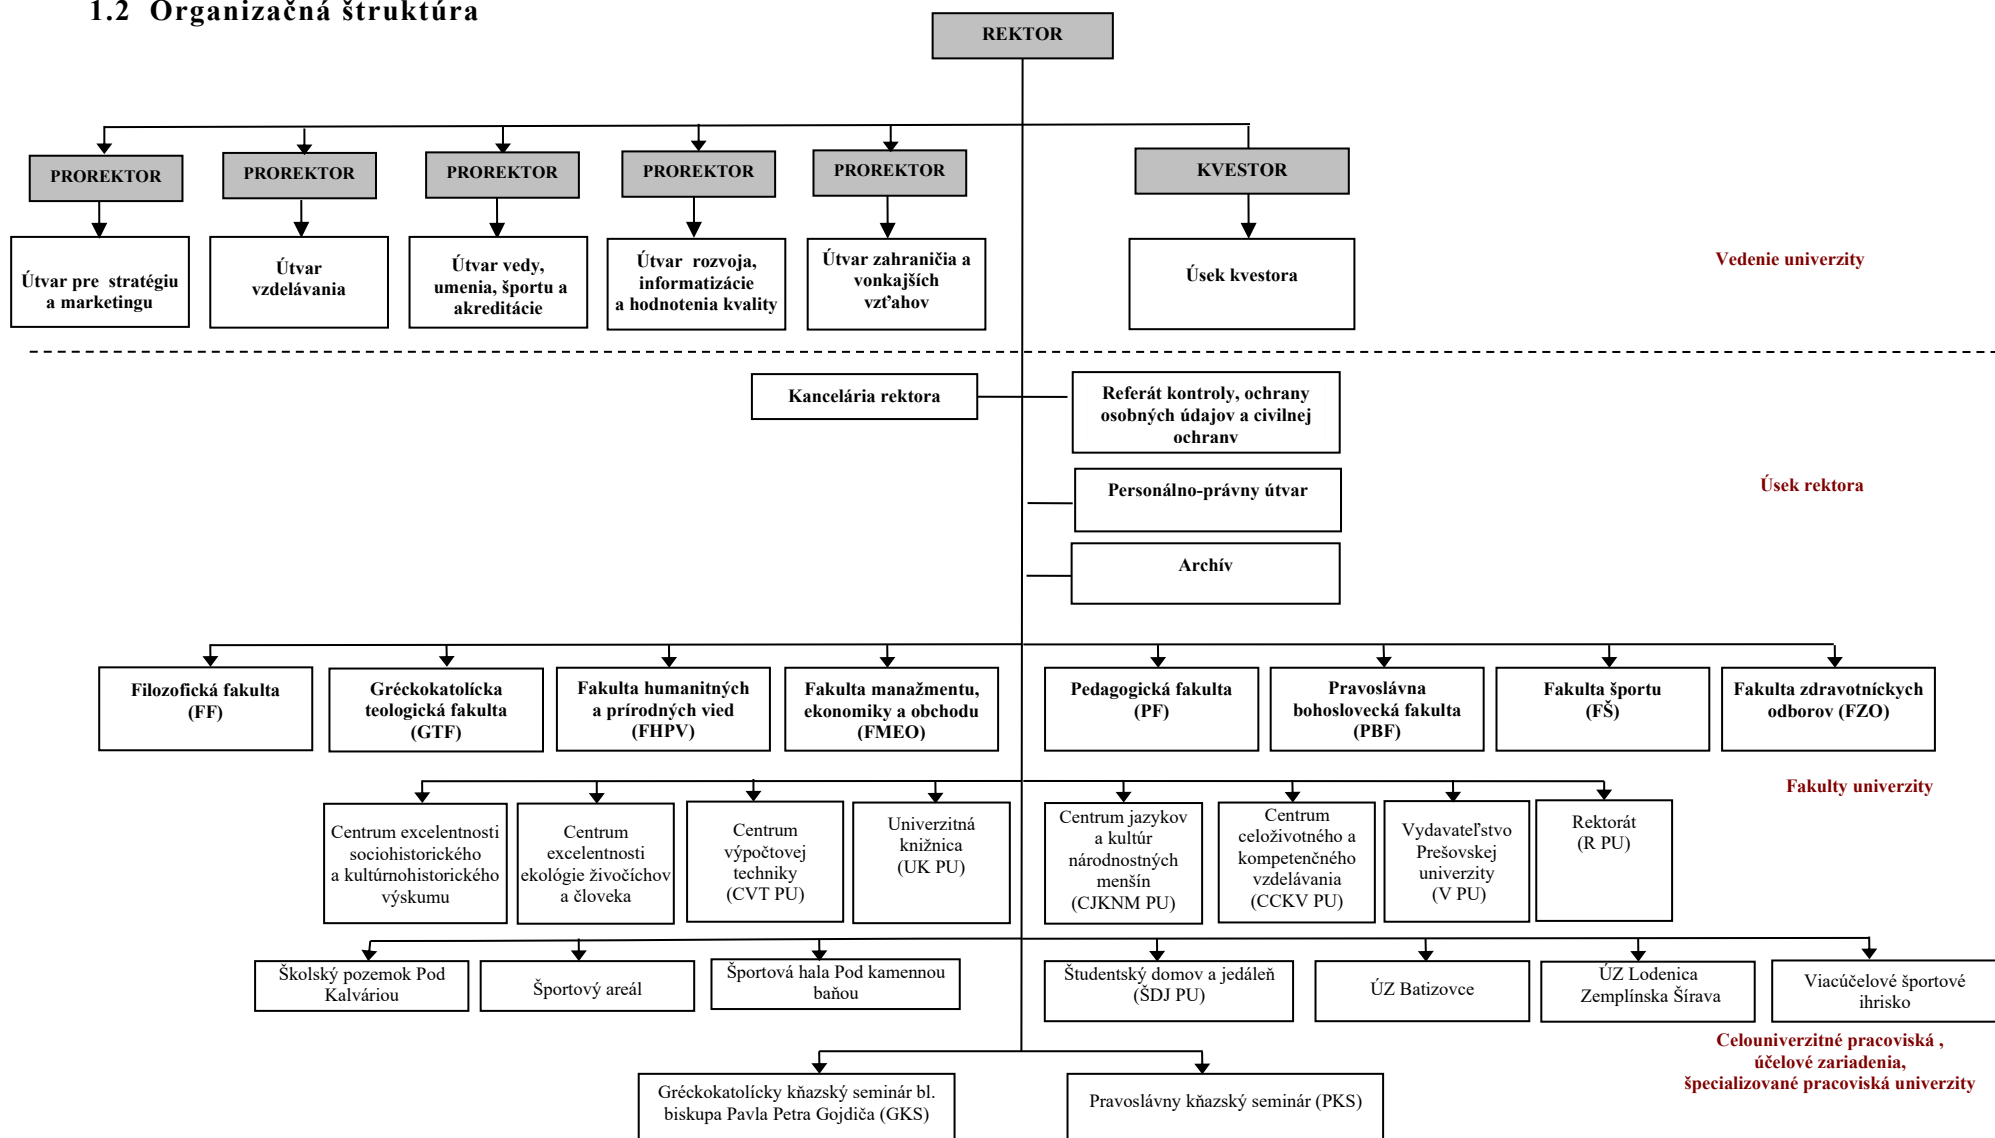 1.2 Organizačná štruktúra
REKTOR
PROREKTOR
PROREKTOR
PROREKTOR
PROREKTOR
PROREKTOR
KVESTOR
Útvar pre stratégiu
a marketingu
Útvar
vzdelávania
Útvar vedy,
umenia, športu a
akreditácie
Útvar rozvoja,
informatizácie
a hodnotenia kvality
Útvar zahraničia a
vonkajších
vzťahov
Úsek kvestora
Vedenie univerzity
Kancelária rektora
Referát kontroly, ochrany
osobných údajov a civilnej
ochrany
Personálno-právny útvar
Úsek rektora
Archív
Filozofická fakulta
(FF)
Gréckokatolícka
teologická fakulta
(GTF)
Fakulta humanitných
a prírodných vied
(FHPV)
Fakulta manažmentu,
ekonomiky a obchodu
(FMEO)
Pedagogická fakulta
(PF)
Pravoslávna
bohoslovecká fakulta
(PBF)
Fakulta športu
(FŠ)
Fakulta zdravotníckych
odborov (FZO)
Fakulty univerzity
Centrum excelentnosti
sociohistorického
a kultúrnohistorického
výskumu
Centrum
excelentnosti
ekológie živočíchov
a človeka
Centrum
výpočtovej
techniky
(CVT PU)
Univerzitná
knižnica
(UK PU)
Centrum jazykov
a kultúr
národnostných
menšín
(CJKNM PU)
Centrum
celoživotného a
kompetenčného
vzdelávania
(CCKV PU)
Vydavateľstvo
Prešovskej
univerzity
(V PU)
Rektorát
(R PU)
Školský pozemok Pod
Kalváriou
Športový areál
Športová hala Pod kamennou
baňou
Študentský domov a jedáleň
(ŠDJ PU)
ÚZ Batizovce
ÚZ Lodenica
Zemplínska Šírava
Viacúčelové športové
ihrisko
Celouniverzitné pracoviská ,
účelové zariadenia,
špecializované pracoviská univerzity
Gréckokatolícky kňazský seminár bl.
biskupa Pavla Petra Gojdiča (GKS)
Pravoslávny kňazský seminár (PKS)